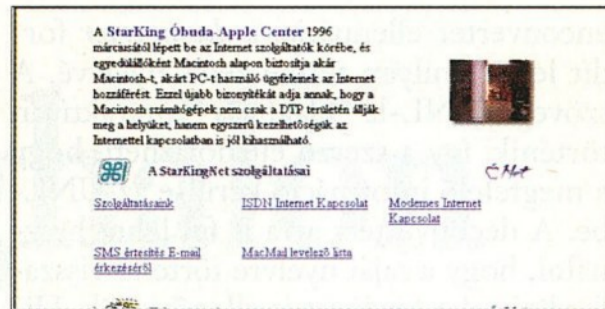 A StarKing Óbuda-Apple Center 1996
márciusától lépett be az Internet szolgáltatók körébe, és
egyedülállóként Macintosh alapon biztosítja akár
Macintosh-t, akárt PC-t használó ügyfeleinek az Internet
hozzáférést. Ezzel újabb bizonyítékát adja annak, hogy a
Macintosh számítógépek nem csak a DTP területén állják
meg a helyüket, hanem egyszerű kezelhetőségük az
Internettel kapcsolatban is jól kihasználható.
A StarKingNet szolgáltatásai
Szolgáltatásaink
ISDN Internet Kapcsolat
Modemes Internet
Kapcsolat
SMS értesítés E-mail
érkezéséről
MacMail levelező lista